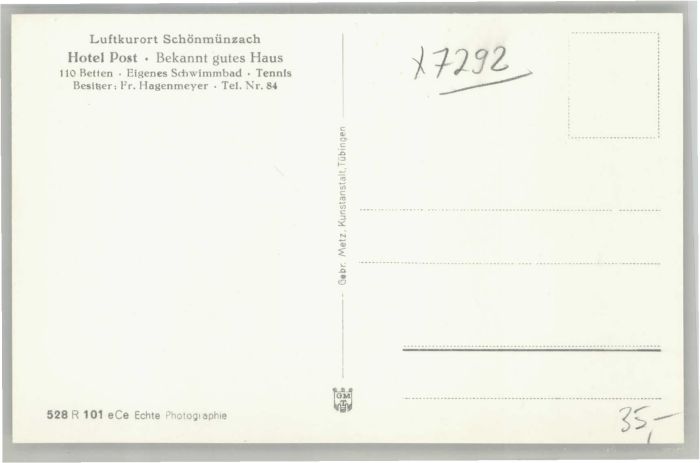 Luftkurort Schönmünzach
Hotel Post · Bekannt gutes Haus
110 Betten · Eigenes Schwimmbad · Tennis
Besitzer: Fr. Hagenmeyer · Tel. Nr. 84
x7292
Gebr. Metz, Kunstanstalt, Tübingen
GM
528 R 101 eCe Echte Photographie
35,-